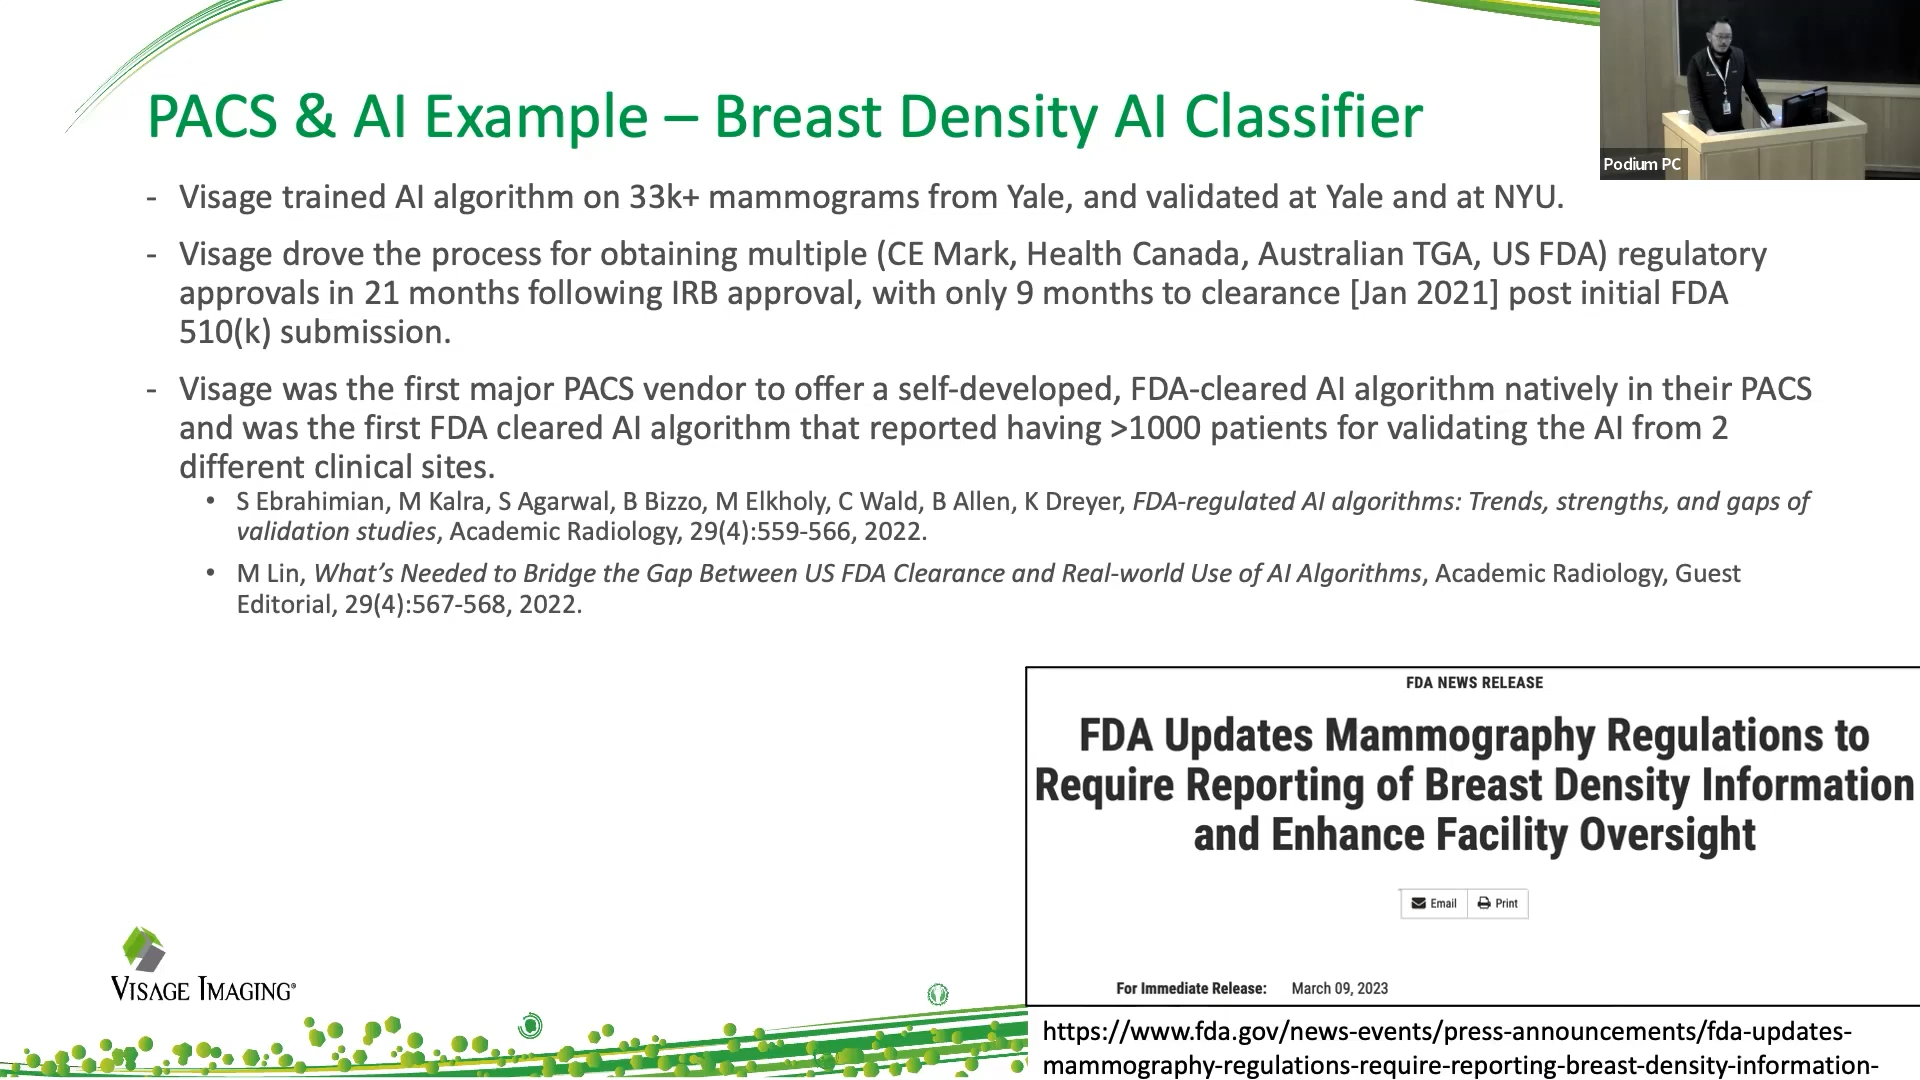 PACS & AI Example – Breast Density AI Classifier
Podium PC
- Visage trained AI algorithm on 33k+ mammograms from Yale, and validated at Yale and at NYU.
- Visage drove the process for obtaining multiple (CE Mark, Health Canada, Australian TGA, US FDA) regulatory
approvals in 21 months following IRB approval, with only 9 months to clearance [Jan 2021] post initial FDA
510(k) submission.
- Visage was the first major PACS vendor to offer a self-developed, FDA-cleared AI algorithm natively in their PACS
and was the first FDA cleared AI algorithm that reported having >1000 patients for validating the AI from 2
different clinical sites.
• S Ebrahimian, M Kalra, S Agarwal, B Bizzo, M Elkholy, C Wald, B Allen, K Dreyer, FDA-regulated AI algorithms: Trends, strengths, and gaps of
validation studies, Academic Radiology, 29(4):559-566, 2022.
• M Lin, What’s Needed to Bridge the Gap Between US FDA Clearance and Real-world Use of AI Algorithms, Academic Radiology, Guest
Editorial, 29(4):567-568, 2022.
FDA NEWS RELEASE
FDA Updates Mammography Regulations to
Require Reporting of Breast Density Information
and Enhance Facility Oversight
Email Print
For Immediate Release: March 09, 2023
VISAGE IMAGING®
https://www.fda.gov/news-events/press-announcements/fda-updates-
mammography-regulations-require-reporting-breast-density-information-